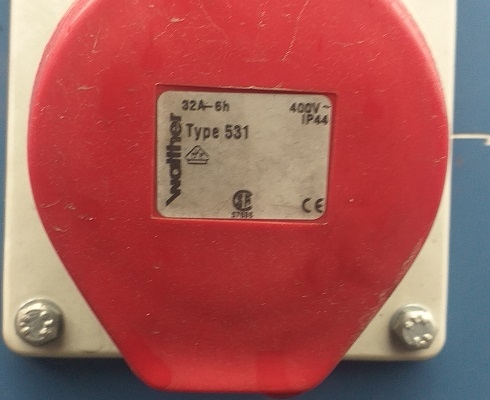 32A-6h 400V~
IP44
walther
Type 531
CE